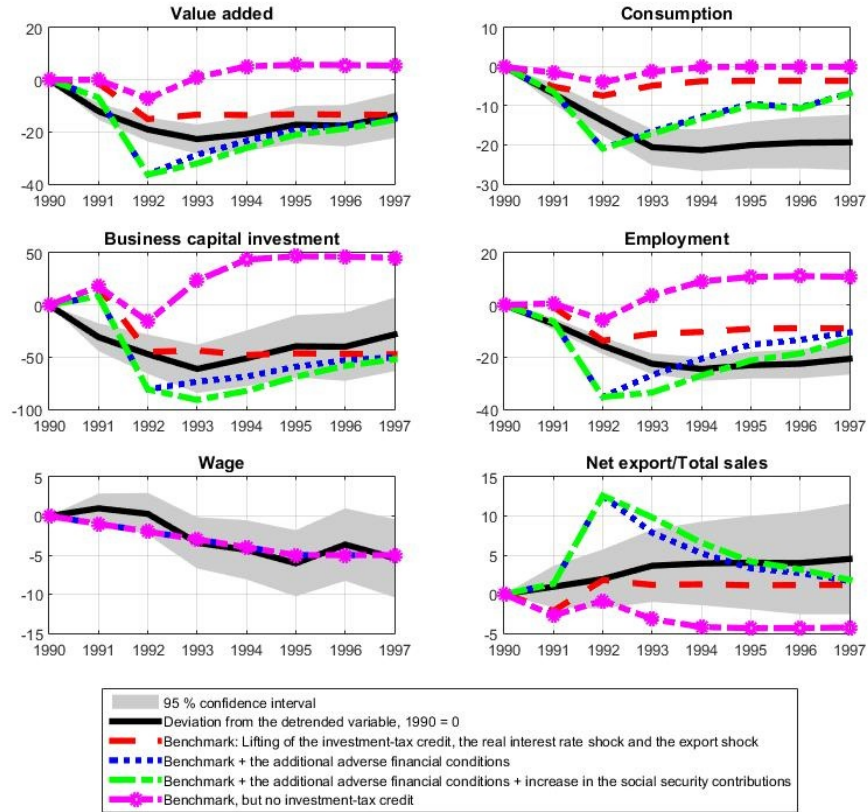 Value added
20
0
-20
-40
1990 1991 1992 1993 1994 1995 1996 1997
Consumption
10
0
-10
-20
-30
1990 1991 1992 1993 1994 1995 1996 1997
Business capital investment
50
0
-50
-100
1990 1991 1992 1993 1994 1995 1996 1997
Employment
20
0
-20
-40
1990 1991 1992 1993 1994 1995 1996 1997
Wage
5
0
-5
-10
-15
1990 1991 1992 1993 1994 1995 1996 1997
Net export/Total sales
15
10
5
0
-5
1990 1991 1992 1993 1994 1995 1996 1997
95 % confidence interval
Deviation from the detrended variable, 1990 = 0
Benchmark: Lifting of the investment-tax credit, the real interest rate shock and the export shock
Benchmark + the additional adverse financial conditions
Benchmark + the additional adverse financial conditions + increase in the social security contributions
Benchmark, but no investment-tax credit